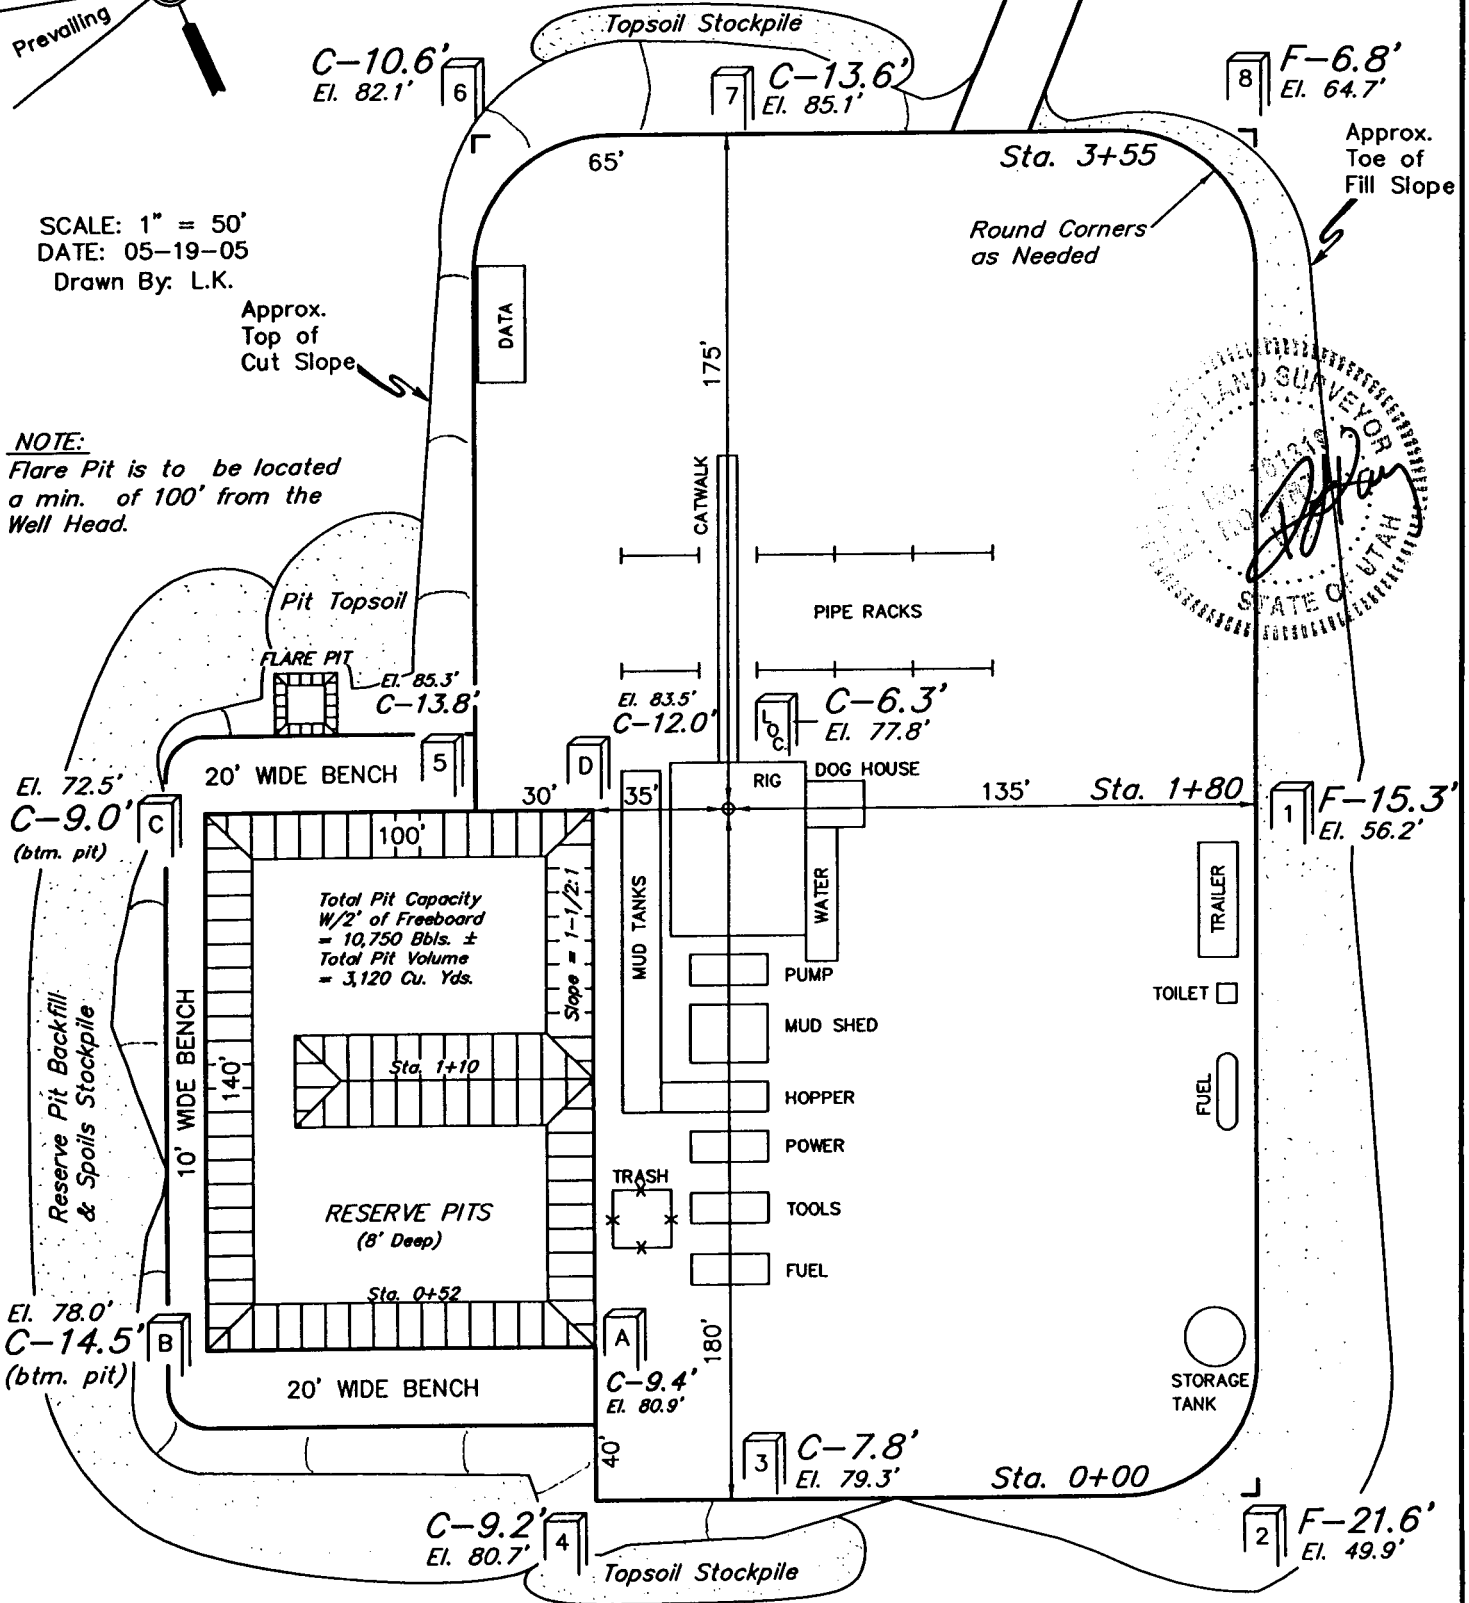 Prevailing
Topsoil Stockpile
C-10.6'
El. 82.1'
6
7
C-13.6'
El. 85.1'
8
F-6.8'
El. 64.7'
65'
Sta. 3+55
Approx.
Toe of
Fill Slope
Round Corners
as Needed
SCALE: 1" = 50'
DATE: 05-19-05
Drawn By: L.K.
Approx.
Top of
Cut Slope
DATA
175'
LAND SURVEYOR
STATE OF UTAH
NOTE:
Flare Pit is to be located
a min. of 100' from the
Well Head.
CATWALK
Pit Topsoil
PIPE RACKS
FLARE PIT
El. 85.3'
C-13.8'
El. 83.5'
C-12.0'
LOC.
C-6.3'
El. 77.8'
20' WIDE BENCH
5
D
RIG
DOG HOUSE
El. 72.5'
C-9.0'
(btm. pit)
C
30'
35'
135'
Sta. 1+80
1
F-15.3'
El. 56.2'
100'
Total Pit Capacity
W/2' of Freeboard
= 10,750 Bbls. ±
Total Pit Volume
= 3,120 Cu. Yds.
Slope = 1-1/2:1
MUD TANKS
WATER
TRAILER
PUMP
TOILET
MUD SHED
Reserve Pit Backfill
& Spoils Stockpile
10' WIDE BENCH
140'
Sta. 1+10
HOPPER
FUEL
POWER
TRASH
TOOLS
RESERVE PITS
(8' Deep)
FUEL
Sta. 0+52
El. 78.0'
C-14.5'
(btm. pit)
B
A
C-9.4'
El. 80.9'
180'
STORAGE
TANK
20' WIDE BENCH
40'
3
C-7.8'
El. 79.3'
Sta. 0+00
C-9.2'
El. 80.7'
4
Topsoil Stockpile
2
F-21.6'
El. 49.9'